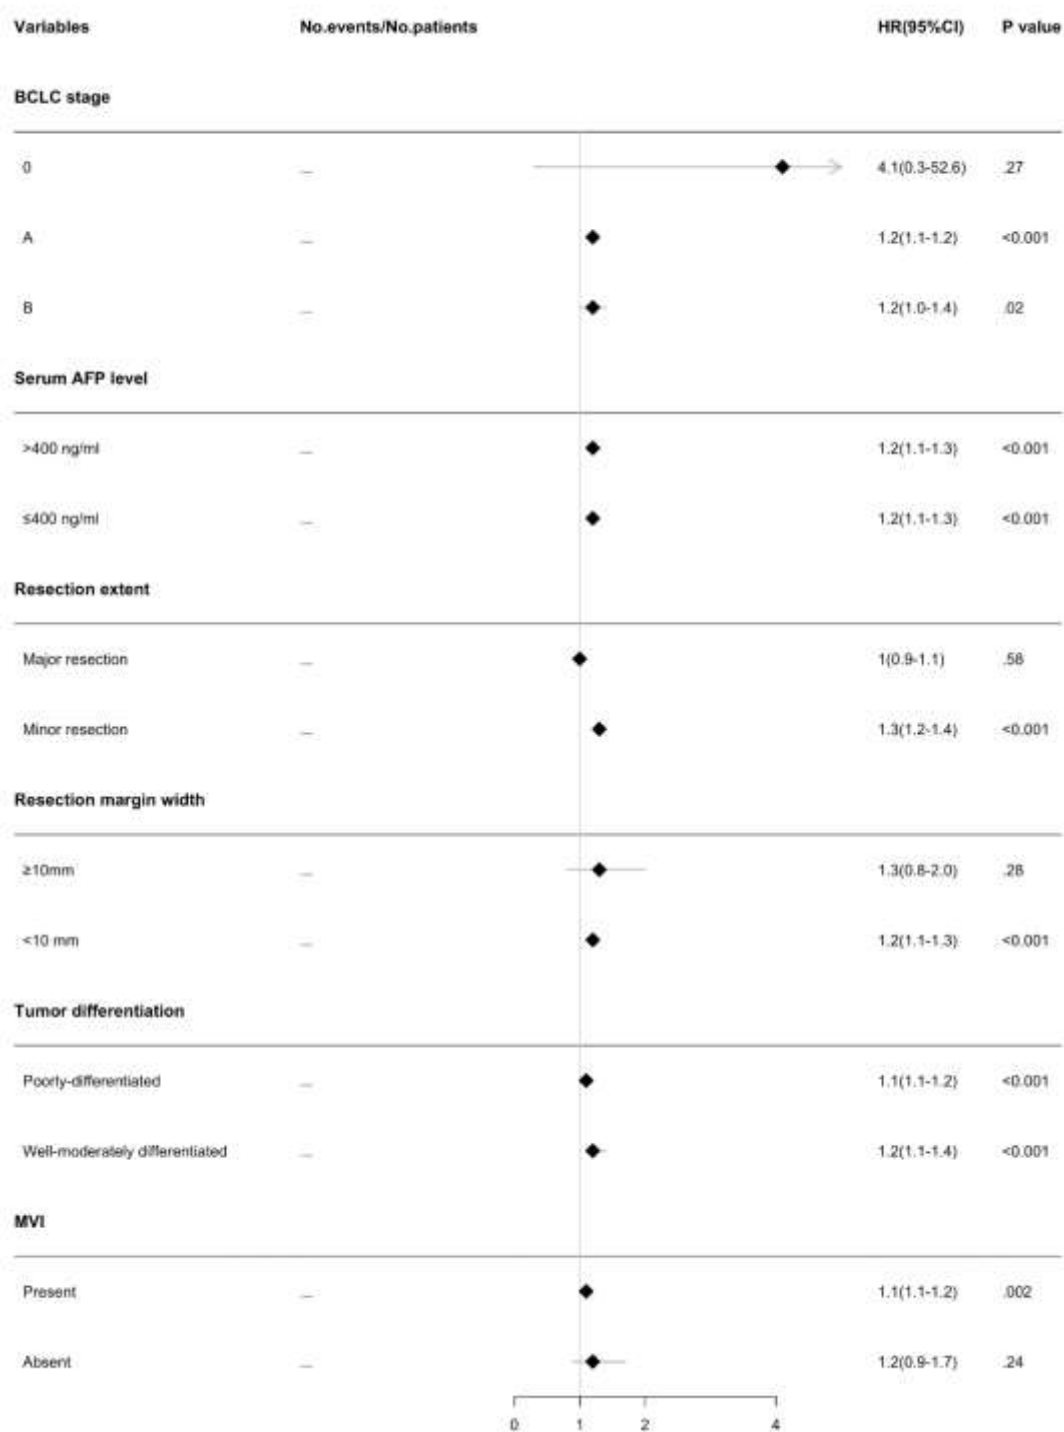 Variables No.events/No.patients HR(95%CI) P value
BCLC stage
0 ... 4.1(0.3-52.6) .27
A ... 1.2(1.1-1.2) <0.001
B ... 1.2(1.0-1.4) .02
Serum AFP level
>400 ng/ml ... 1.2(1.1-1.3) <0.001
≤400 ng/ml ... 1.2(1.1-1.3) <0.001
Resection extent
Major resection ... 1(0.9-1.1) .58
Minor resection ... 1.3(1.2-1.4) <0.001
Resection margin width
≥10mm ... 1.3(0.8-2.0) .28
<10 mm ... 1.2(1.1-1.3) <0.001
Tumor differentiation
Poorly-differentiated ... 1.1(1.1-1.2) <0.001
Well-moderately differentiated ... 1.2(1.1-1.4) <0.001
MVI
Present ... 1.1(1.1-1.2) .002
Absent ... 1.2(0.9-1.7) .24
0 1 2 4